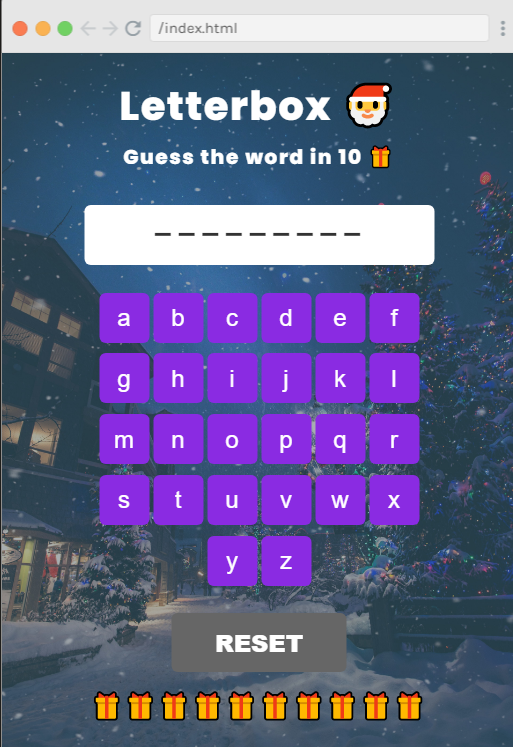 /index.html
Letterbox
Guess the word in 10
_ _ _ _ _ _ _ _ _
a b c d e f
g h i j k l
m n o p q r
s t u v w x
y z
RESET